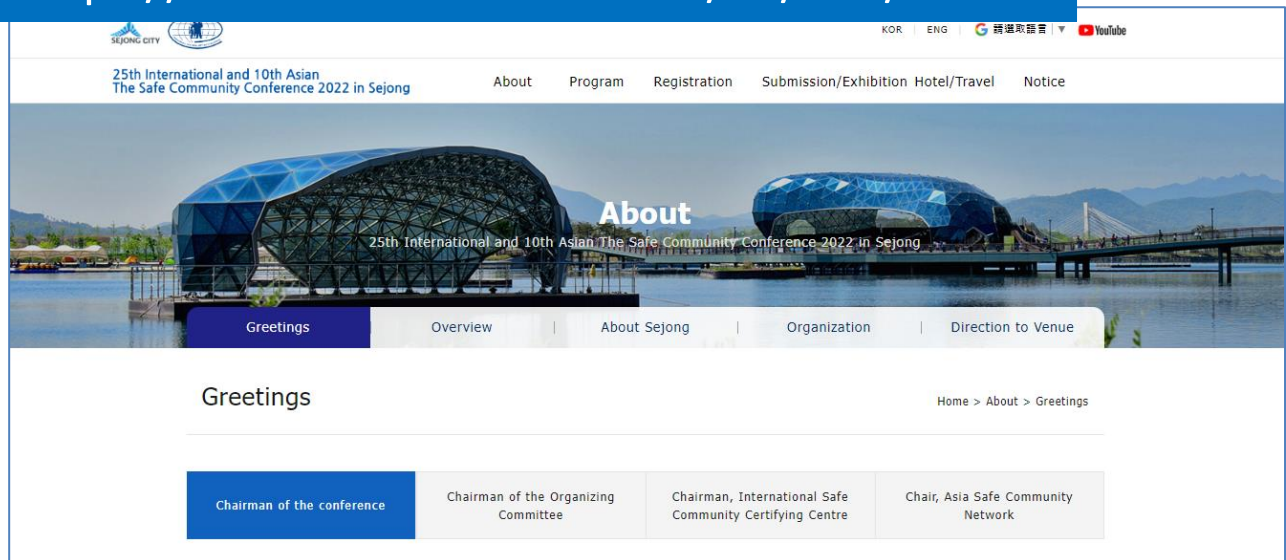 SEJONG CITY
KOR | ENG | G 請選取語言 | ▼ YouTube
25th International and 10th Asian
The Safe Community Conference 2022 in Sejong
About Program Registration Submission/Exhibition Hotel/Travel Notice
About
25th International and 10th Asian The Safe Community Conference 2022 in Sejong
Greetings | Overview | About Sejong | Organization | Direction to Venue
Greetings
Home > About > Greetings
Chairman of the conference
Chairman of the Organizing
Committee
Chairman, International Safe
Community Certifying Centre
Chair, Asia Safe Community
Network